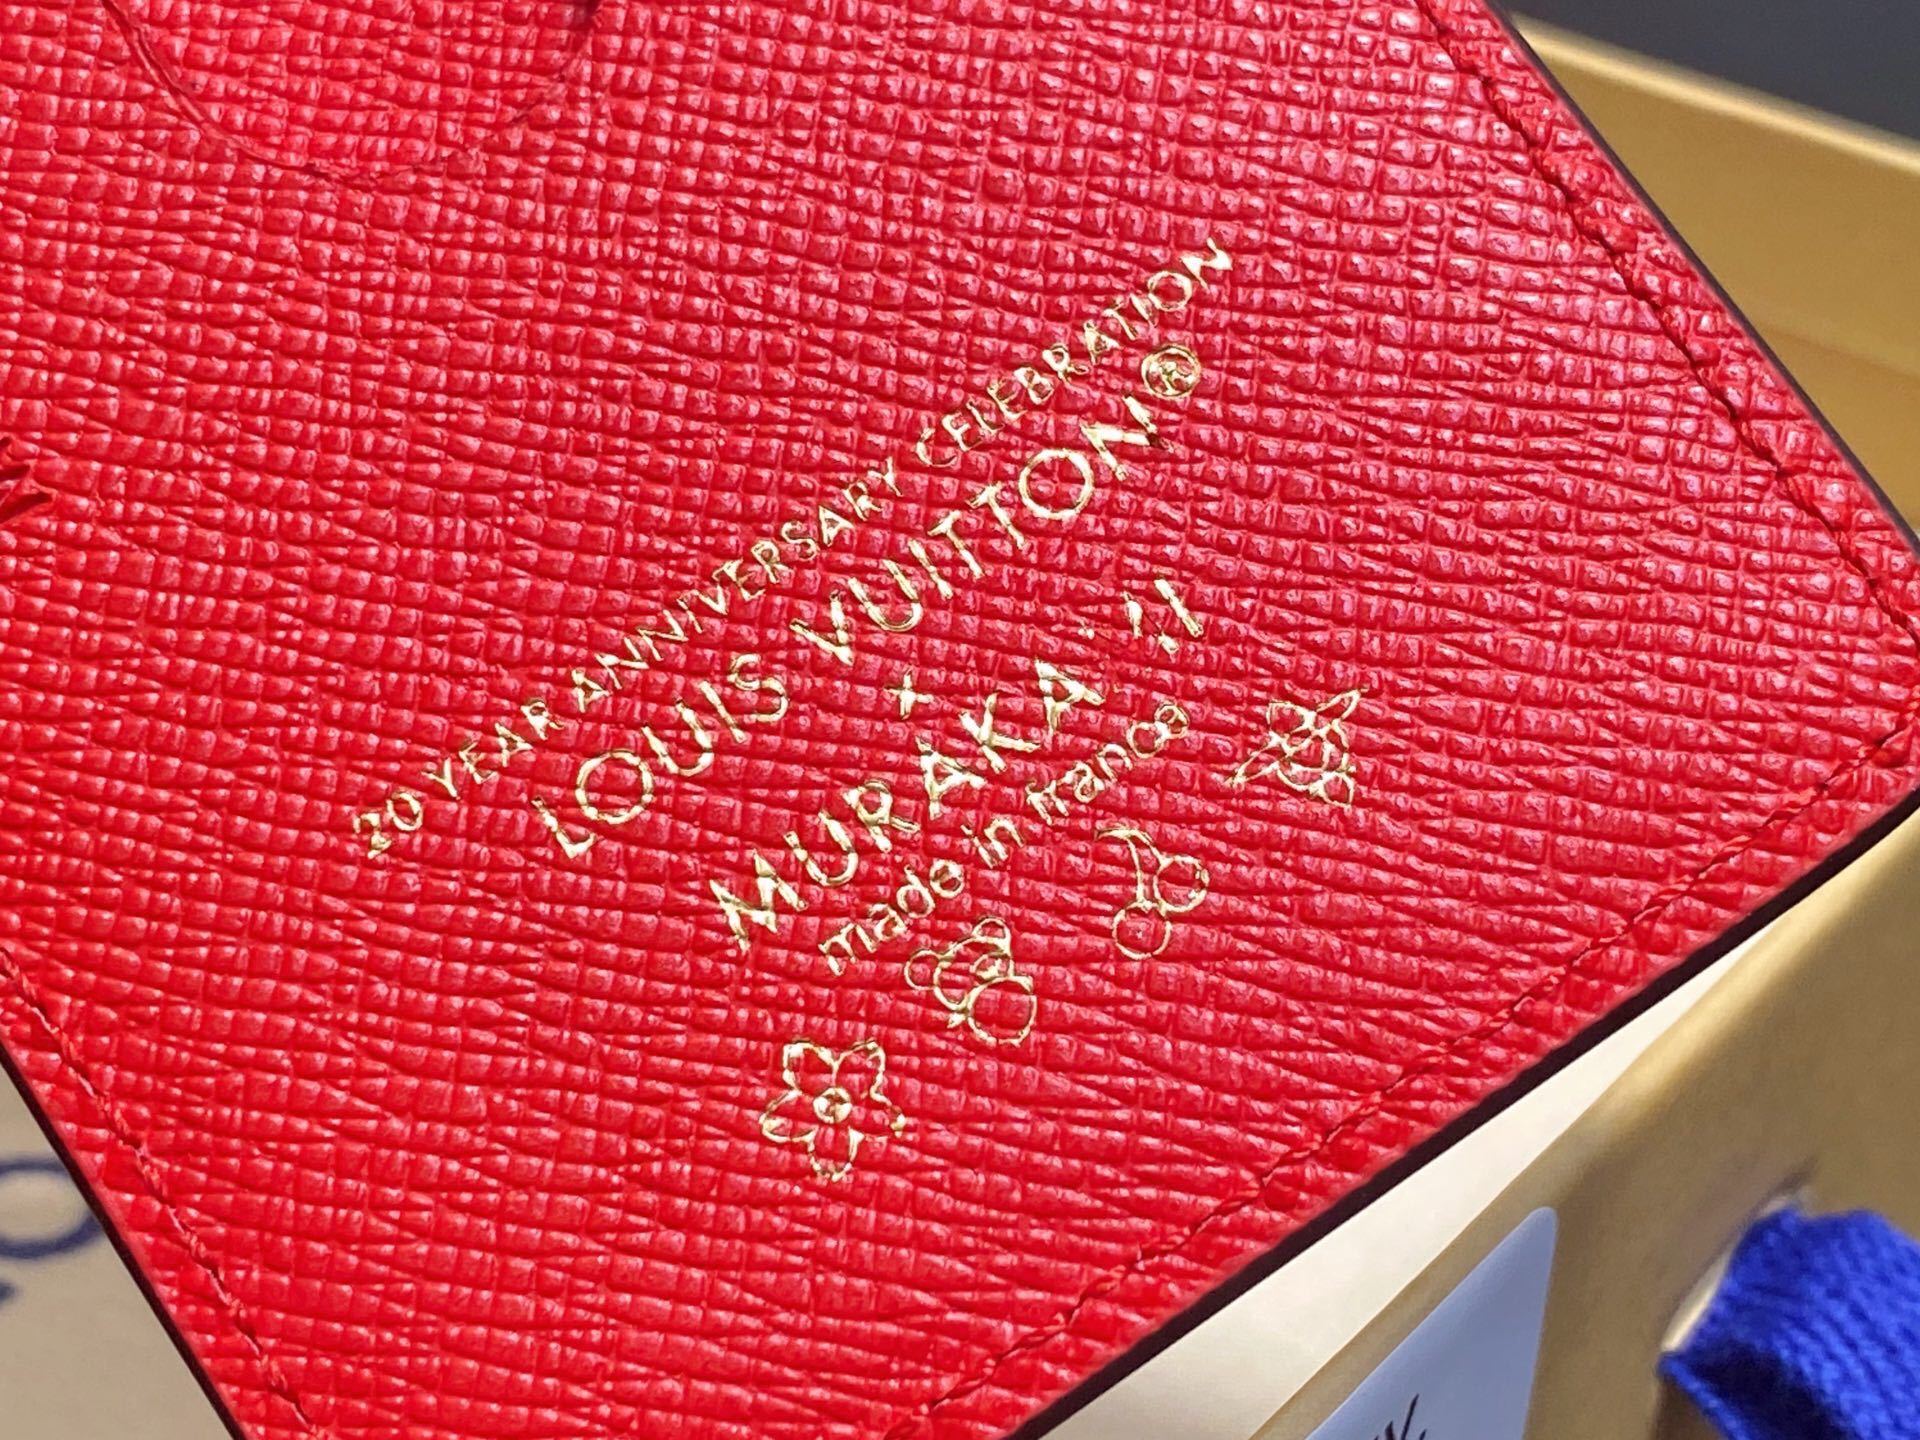 20 YEAR ANNIVERSARY CELEBRATION
LOUIS VUITTON®
×
MURAKAMI
made in france